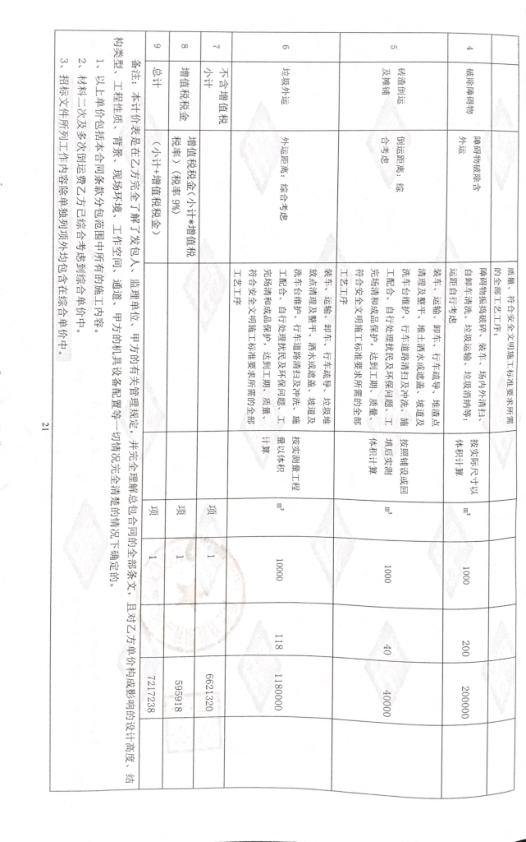 质量、符合安全文明施工标准要求所需
的全部工艺工序；
4 破除障碍物 障碍物破除含
外运 障碍物振捣破碎、装车、场内外清扫、
自卸车清洗、垃圾运输、垃圾消纳等；
运距自行考虑 按实际尺寸以
体积计算 m³ 1000 200 200000
5 砖渣倒运
及摊铺 倒运距离：综
合考虑 装车、运输、卸车、行车疏导、堆渣点
清理及整平、堆土洒水或遮盖、坡道及
洗车台维护、行车道路清扫及冲洗、施
工配合、自行处理扰民及环保问题、工
完场清和成品保护，达到工期、质量、
符合安全文明施工标准要求所需的全部
工艺工序 按照铺设或回
填后实测
体积计算 m³ 1000 40 40000
6 垃圾外运 外运距离：综合考虑 装车、运输、卸车、行车疏导、垃圾堆
放点清理及整平、洒水或遮盖、坡道及
洗车台维护、行车道路清扫及冲洗、施
工配合、自行处理扰民及环保问题、工
完场清和成品保护，达到工期、质量、
符合安全文明施工标准要求所需的全部
工艺工序 按实测量工程
量以体积
计算 m³ 10000 118 1180000
7 不含增值税
小计 项 1 6621320
8 增值税税金 增值税税金(小计*增值税
税率）(税率 9%) 项 1 595918
9 总计 (小计+增值税税金） 项 1 7217238
备注：本计价表是在乙方完全了解了发包人、监理单位、甲方的有关管理规定，并完全理解总包合同的全部条文，且对乙方单价构成影响的设计高度、结
构类型、工程性质、背景、现场环境、工作空间、通道、甲方的机具设备配置等一切情况完全清楚的情况下确定的。
1、以上单价包括本合同条款分包范围中所有的施工内容。
2、材料二次及多次倒运费乙方已综合考虑到综合单价中。
3、招标文件所列工作内容除单独列项外均包含在综合单价中。
21